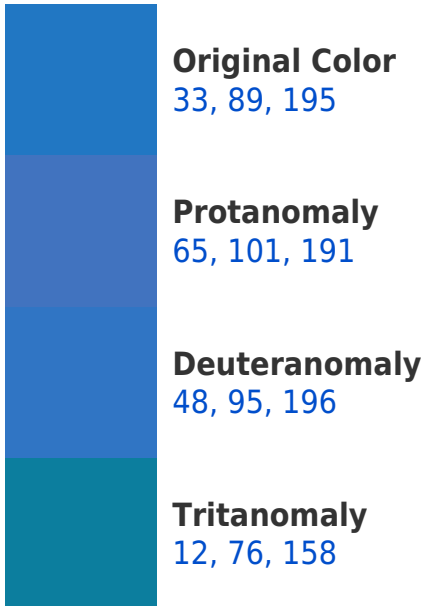 Original Color
33, 89, 195
Protanomaly
65, 101, 191
Deuteranomaly
48, 95, 196
Tritanomaly
12, 76, 158